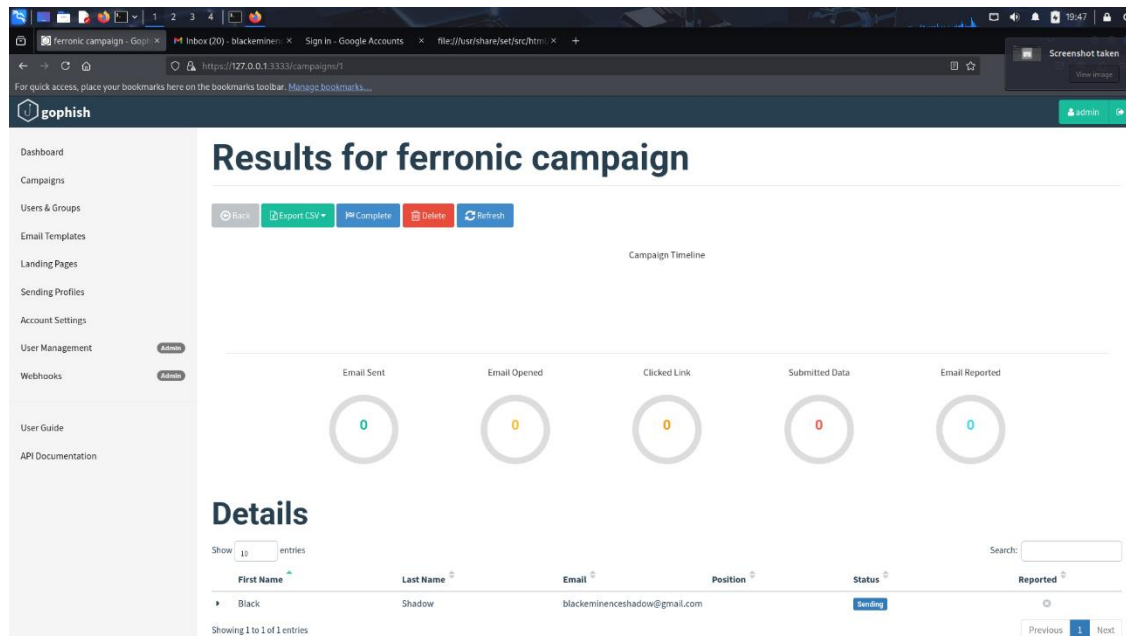 1 2 3 4
19:47
ferronic campaign - Goph
Inbox (20) - blackeminenc
Sign in - Google Accounts
file:///usr/share/set/src/html
Screenshot taken
View image
https://127.0.0.1:3333/campaigns/1
For quick access, place your bookmarks here on the bookmarks toolbar. Manage bookmarks...
gophish
admin
Dashboard
Campaigns
Users & Groups
Email Templates
Landing Pages
Sending Profiles
Account Settings
User Management Admin
Webhooks Admin
User Guide
API Documentation
Results for ferronic campaign
Back Export CSV Complete Delete Refresh
Campaign Timeline
Email Sent Email Opened Clicked Link Submitted Data Email Reported
0 0 0 0 0
Details
Show 10 entries Search:
First Name Last Name Email Position Status Reported
Black Shadow blackeminenceshadow@gmail.com Sending
Showing 1 to 1 of 1 entries Previous 1 Next